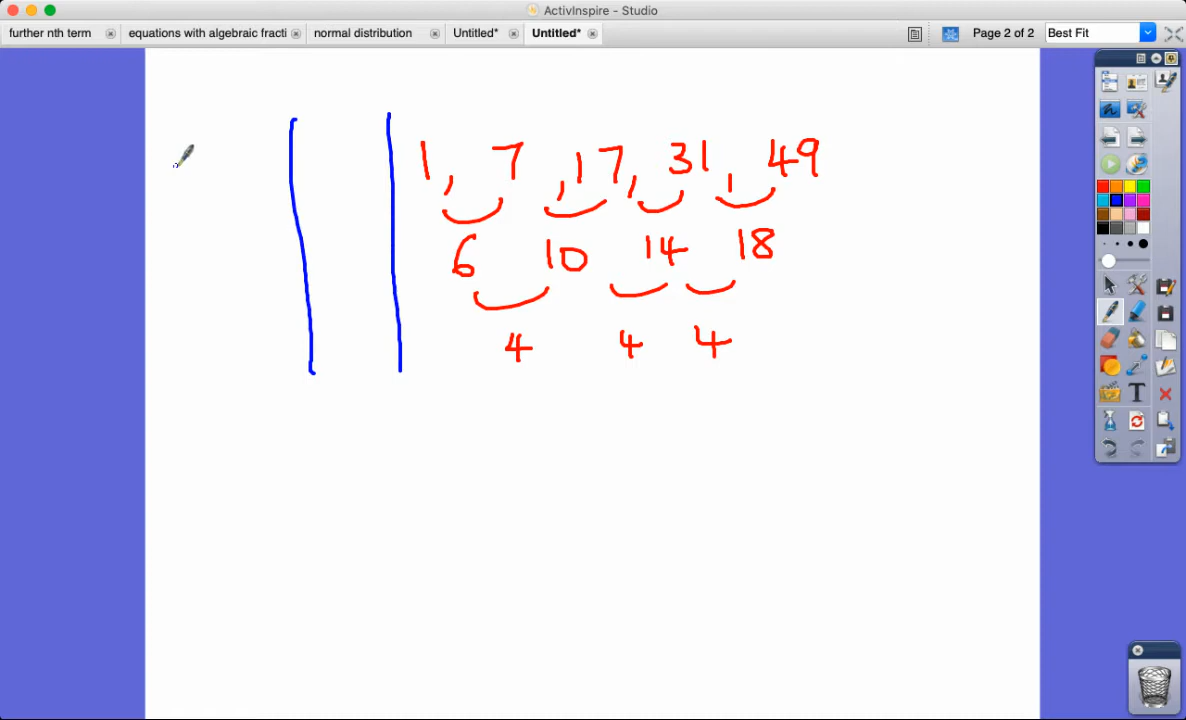 ActivInspire - Studio
further nth term
equations with algebraic fracti
normal distribution
Untitled*
Untitled*
Page 2 of 2
Best Fit
1, 7, 17, 31, 49
6 10 14 18
4 4 4
T